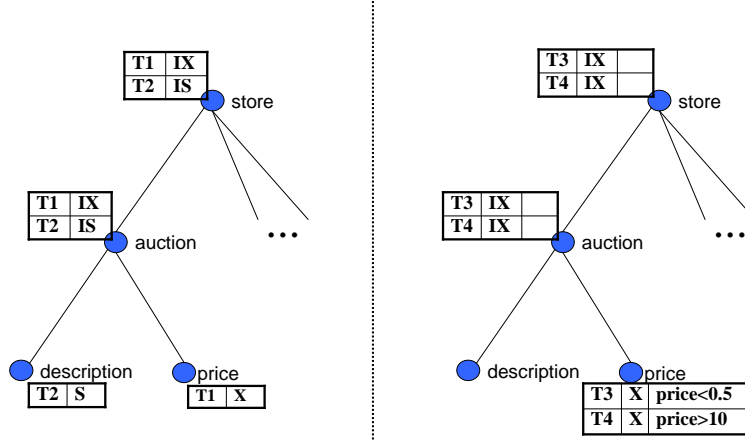 T1 IX
T2 IS
store
T1 IX
T2 IS
auction
...
description
T2 S
price
T1 X
T3 IX
T4 IX
store
T3 IX
T4 IX
auction
...
description
price
T3 X price<0.5
T4 X price>10